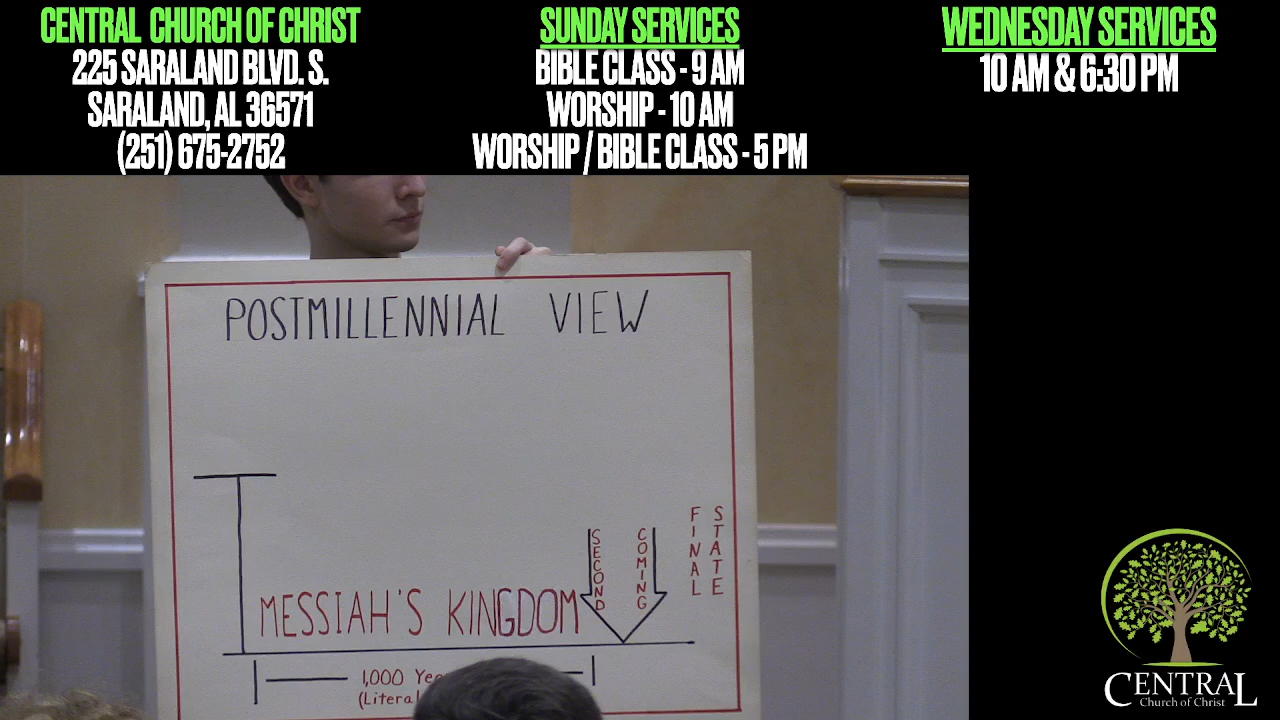 CENTRAL CHURCH OF CHRIST
225 SARALAND BLVD. S.
SARALAND, AL 36571
(251) 675-2752
SUNDAY SERVICES
BIBLE CLASS - 9 AM
WORSHIP - 10 AM
WORSHIP / BIBLE CLASS - 5 PM
WEDNESDAY SERVICES
10 AM & 6:30 PM
POSTMILLENNIAL VIEW
MESSIAH'S KINGDOM
SECOND
COMING
FINAL
STATE
1,000
CENTRAL
Church of Christ